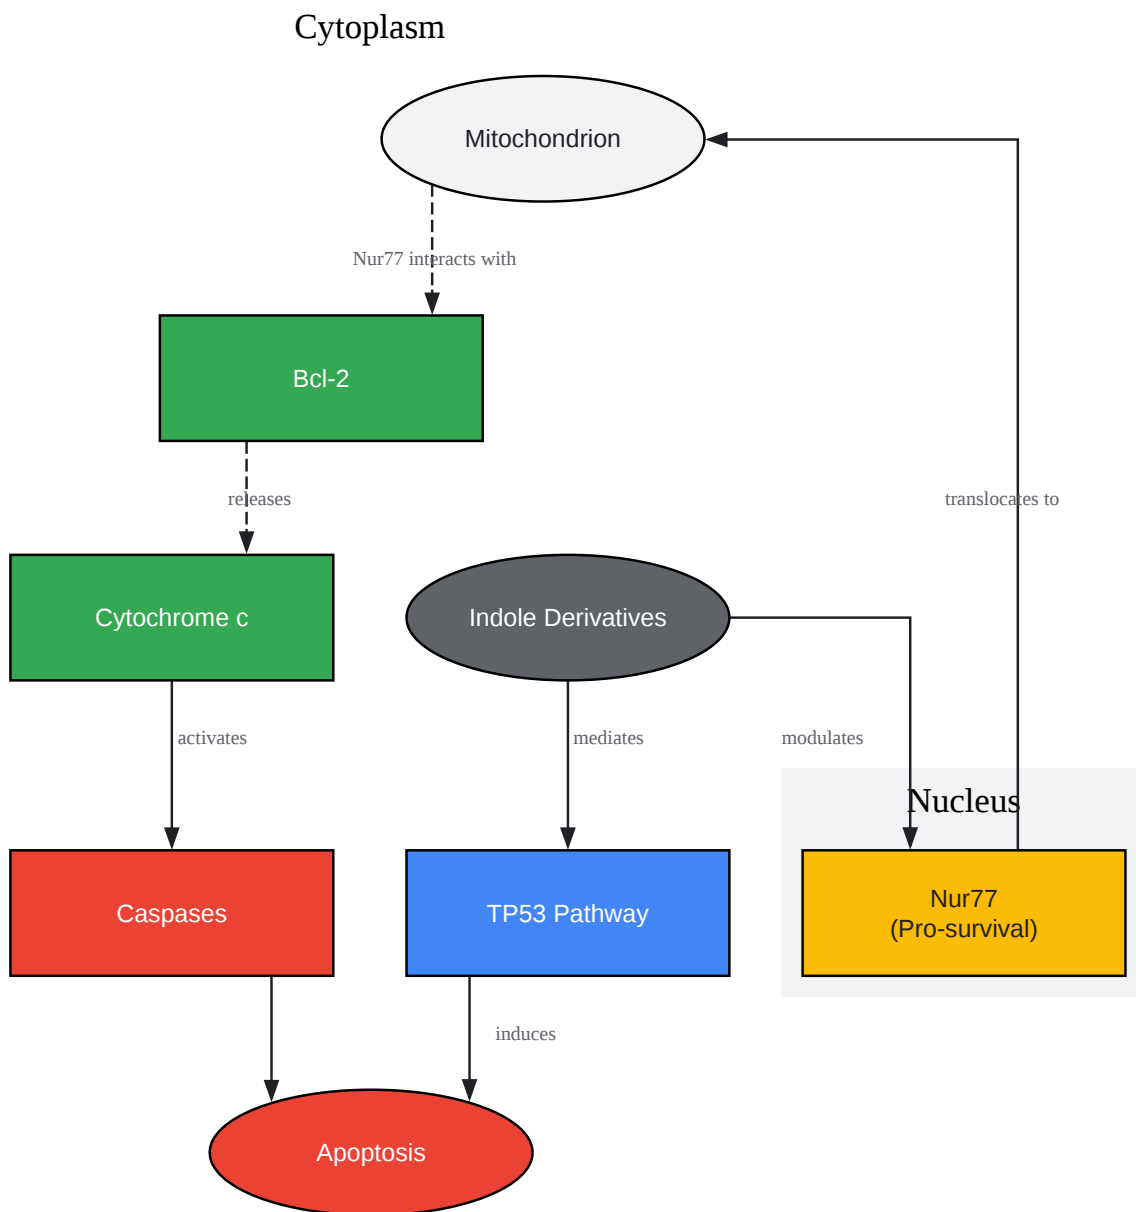 Cytoplasm
Mitochondrion
Nur77 interacts with
Bcl-2
releases
translocates to
Cytochrome c
Indole Derivatives
activates
mediates
modulates
Nucleus
Caspases
TP53 Pathway
Nur77
(Pro-survival)
induces
Apoptosis